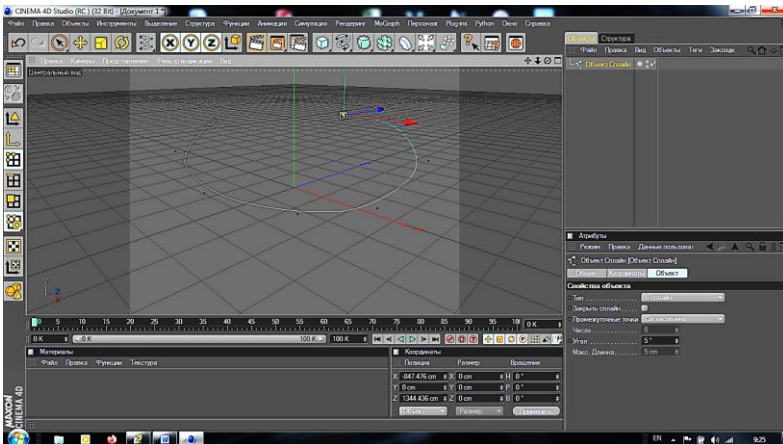 CINEMA 4D Studio (RC) (32 Bit) - [Документ 1 *]
Файл Правка Объекты Инструменты Выделение Структура Функции Анимация Симуляция Рендеринг MoGraph Персонаж Plug-ins Python Окно Справка
Объекты Структура
Файл Правка Вид Объекты Теги Закладк
Объект Сплайн
Правка Камеры Представление Фильтр индикации Вид
Центральный вид
Атрибуты
Режим Правка Данные пользоват
Объект Сплайн [Объект Сплайн]
Общие Координаты Объект
Свойства объекта
Тип B-сплайн
Закрыть сплайн
Промежуточные точки Согласованно
Число 8
Угол 5 °
Макс. Длинна 5 cm
0 5 10 15 20 25 30 35 40 45 50 55 60 65 70 75 80 85 90 95 0 K
0 K 0 K 100 K 100 K
Материалы
Файл Правка Функции Текстура
Координаты
Позиция Размер Вращение
X -847.476 cm X 0 cm H 0 °
Y 0 cm Y 0 cm P 0 °
Z 1344.436 cm Z 0 cm B 0 °
Объект Размер Применить
MAXON
CINEMA 4D
EN 9:25